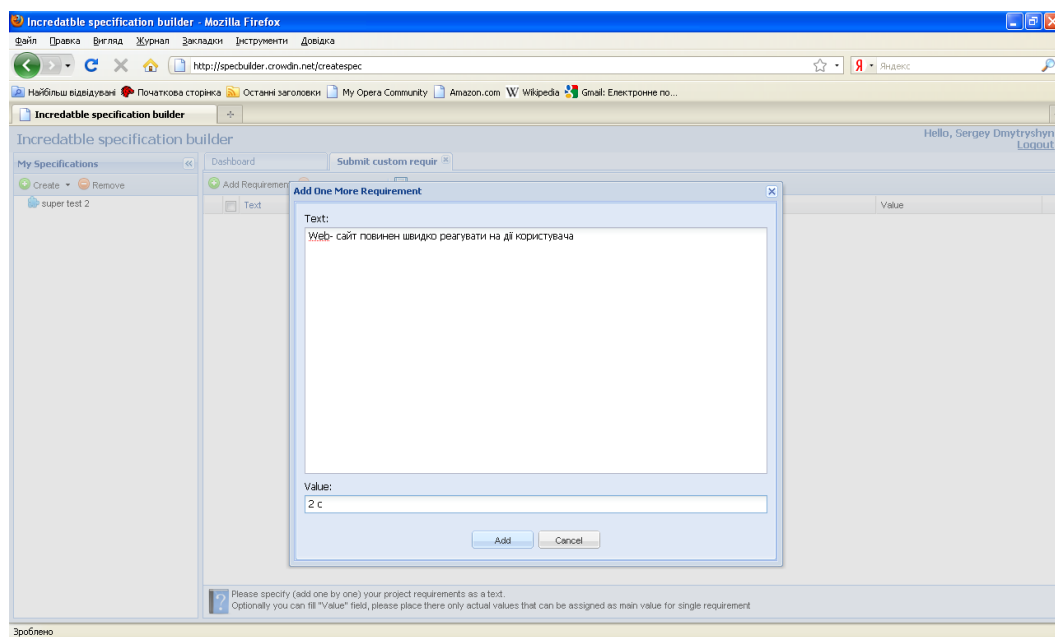 Incredatble specification builder - Mozilla Firefox
Файл Правка Вигляд Журнал Закладки Інструменти Довідка
http://specbuilder.crowdin.net/createspec
Яндекс
Найбільш відвідувані Початкова сторінка Останні заголовки My Opera Community Amazon.com Wikipedia Gmail: Електронне по...
Incredatble specification builder
Incredatble specification builder
Hello, Sergey Dmytryshyn
Logout
My Specifications
Dashboard
Submit custom requir
Create Remove
Add Requirement
super test 2
Text
Value
Add One More Requirement
Text:
Web- сайт повинен швидко реагувати на дії користувача
Value:
2 с
Add Cancel
Please specify (add one by one) your project requirements as a text.
Optionally you can fill "Value" field, please place there only actual values that can be assigned as main value for single requirement
Зроблено